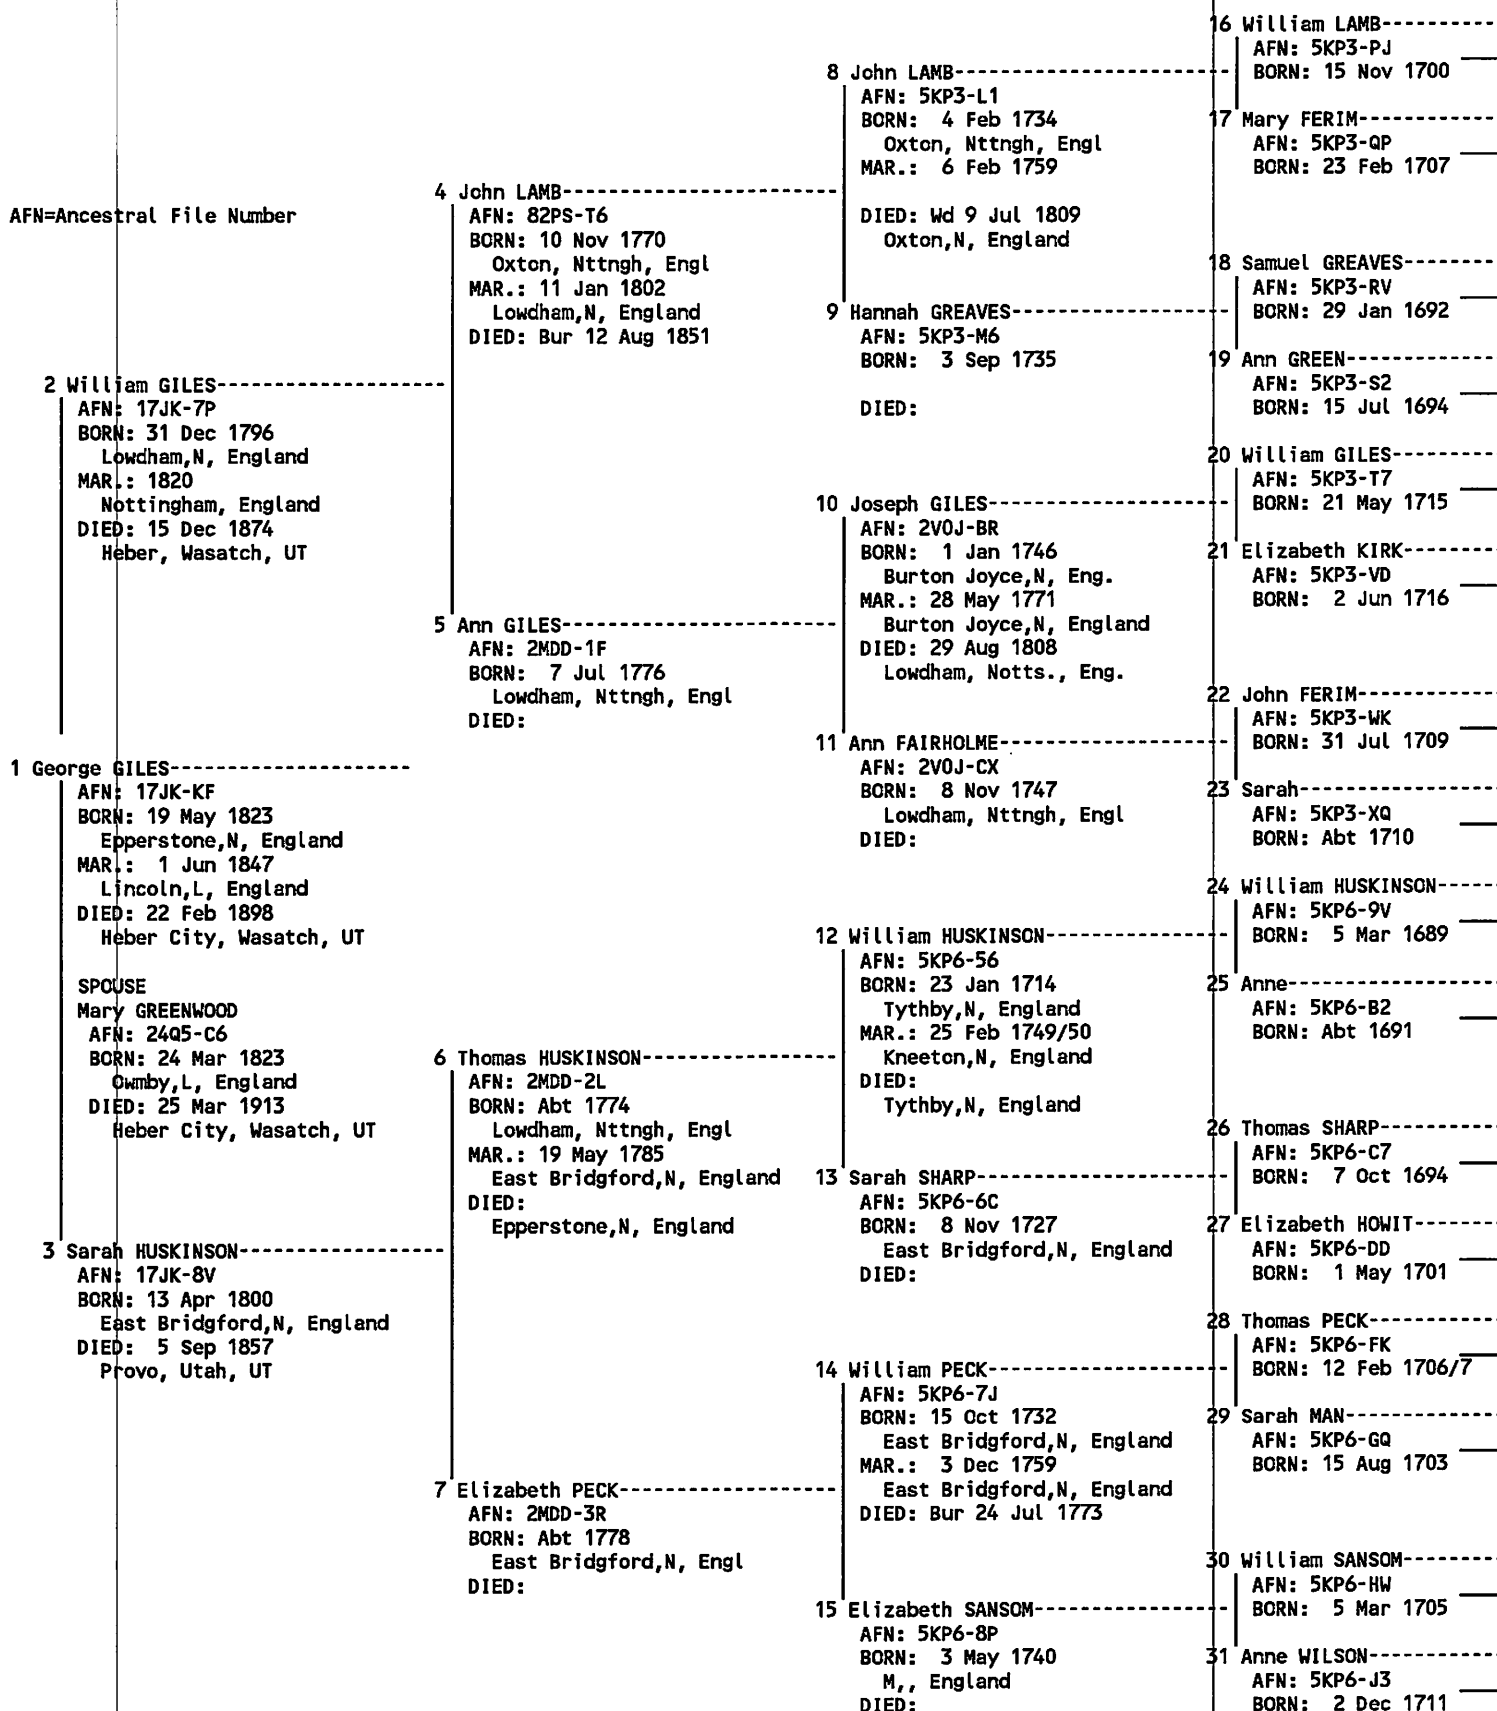 AFN=Ancestral File Number
2 William GILES--------------------
AFN: 17JK-7P
BORN: 31 Dec 1796
Lowdham,N, England
MAR.: 1820
Nottingham, England
DIED: 15 Dec 1874
Heber, Wasatch, UT
1 George GILES---------------------
AFN: 17JK-KF
BORN: 19 May 1823
Epperstone,N, England
MAR.: 1 Jun 1847
Lincoln,L, England
DIED: 22 Feb 1898
Heber City, Wasatch, UT
SPOUSE
Mary GREENWOOD
AFN: 24Q5-C6
BORN: 24 Mar 1823
Owmby,L, England
DIED: 25 Mar 1913
Heber City, Wasatch, UT
3 Sarah HUSKINSON------------------
AFN: 17JK-8V
BORN: 13 Apr 1800
East Bridgford,N, England
DIED: 5 Sep 1857
Provo, Utah, UT
4 John LAMB------------------------
AFN: 82PS-T6
BORN: 10 Nov 1770
Oxton, Nttngh, Engl
MAR.: 11 Jan 1802
Lowdham,N, England
DIED: Bur 12 Aug 1851
5 Ann GILES------------------------
AFN: 2MDD-1F
BORN: 7 Jul 1776
Lowdham, Nttngh, Engl
DIED:
6 Thomas HUSKINSON-----------------
AFN: 2MDD-2L
BORN: Abt 1774
Lowdham, Nttngh, Engl
MAR.: 19 May 1785
East Bridgford,N, England
DIED:
Epperstone,N, England
7 Elizabeth PECK-------------------
AFN: 2MDD-3R
BORN: Abt 1778
East Bridgford,N, Engl
DIED:
8 John LAMB------------------------
AFN: 5KP3-L1
BORN: 4 Feb 1734
Oxton, Nttngh, Engl
MAR.: 6 Feb 1759
DIED: Wd 9 Jul 1809
Oxton,N, England
9 Hannah GREAVES-------------------
AFN: 5KP3-M6
BORN: 3 Sep 1735
DIED:
10 Joseph GILES---------------------
AFN: 2V0J-BR
BORN: 1 Jan 1746
Burton Joyce,N, Eng.
MAR.: 28 May 1771
Burton Joyce,N, England
DIED: 29 Aug 1808
Lowdham, Notts., Eng.
11 Ann FAIRHOLME--------------------
AFN: 2V0J-CX
BORN: 8 Nov 1747
Lowdham, Nttngh, Engl
DIED:
12 William HUSKINSON----------------
AFN: 5KP6-56
BORN: 23 Jan 1714
Tythby,N, England
MAR.: 25 Feb 1749/50
Kneeton,N, England
DIED:
Tythby,N, England
13 Sarah SHARP----------------------
AFN: 5KP6-6C
BORN: 8 Nov 1727
East Bridgford,N, England
DIED:
14 William PECK---------------------
AFN: 5KP6-7J
BORN: 15 Oct 1732
East Bridgford,N, England
MAR.: 3 Dec 1759
East Bridgford,N, England
DIED: Bur 24 Jul 1773
15 Elizabeth SANSOM-----------------
AFN: 5KP6-8P
BORN: 3 May 1740
M,, England
DIED:
16 William LAMB----------
AFN: 5KP3-PJ
BORN: 15 Nov 1700
17 Mary FERIM------------
AFN: 5KP3-QP
BORN: 23 Feb 1707
18 Samuel GREAVES--------
AFN: 5KP3-RV
BORN: 29 Jan 1692
19 Ann GREEN-------------
AFN: 5KP3-S2
BORN: 15 Jul 1694
20 William GILES---------
AFN: 5KP3-T7
BORN: 21 May 1715
21 Elizabeth KIRK--------
AFN: 5KP3-VD
BORN: 2 Jun 1716
22 John FERIM------------
AFN: 5KP3-WK
BORN: 31 Jul 1709
23 Sarah-----------------
AFN: 5KP3-XQ
BORN: Abt 1710
24 William HUSKINSON-----
AFN: 5KP6-9V
BORN: 5 Mar 1689
25 Anne------------------
AFN: 5KP6-B2
BORN: Abt 1691
26 Thomas SHARP----------
AFN: 5KP6-C7
BORN: 7 Oct 1694
27 Elizabeth HOWIT-------
AFN: 5KP6-DD
BORN: 1 May 1701
28 Thomas PECK-----------
AFN: 5KP6-FK
BORN: 12 Feb 1706/7
29 Sarah MAN-------------
AFN: 5KP6-GQ
BORN: 15 Aug 1703
30 William SANSOM--------
AFN: 5KP6-HW
BORN: 5 Mar 1705
31 Anne WILSON-----------
AFN: 5KP6-J3
BORN: 2 Dec 1711